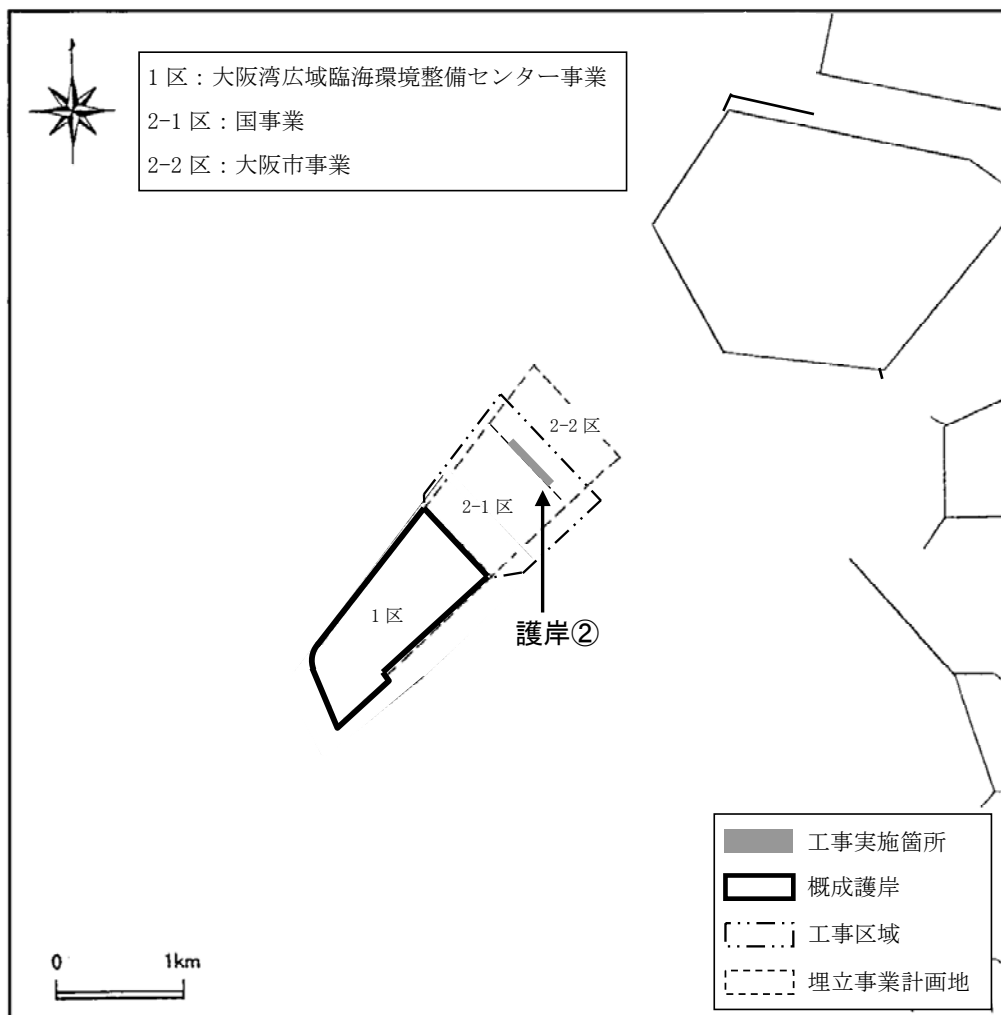 1区：大阪湾広域臨海環境整備センター事業
2-1区：国事業
2-2区：大阪市事業
2-2区
2-1区
1区
護岸②
工事実施箇所
概成護岸
工事区域
埋立事業計画地
0 1km